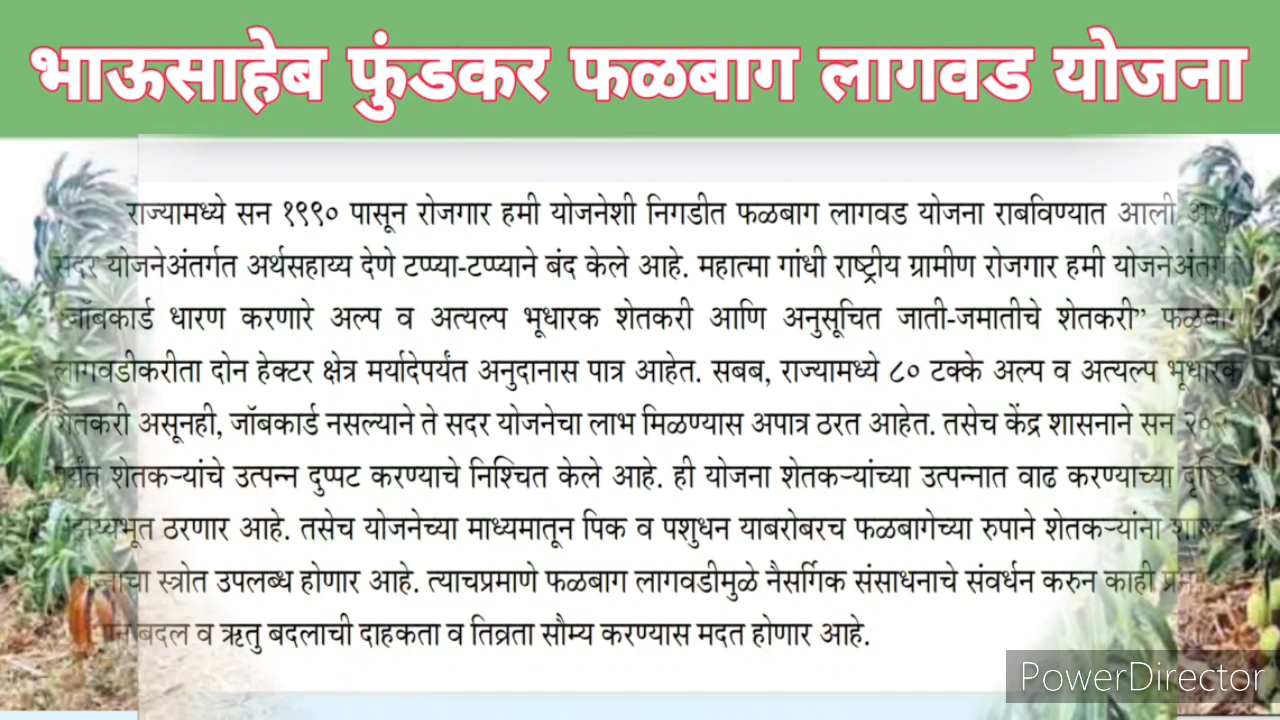 भाऊसाहेब फुंडकर फळबाग लागवड योजना
राज्यामध्ये सन १९९० पासून रोजगार हमी योजनेशी निगडीत फळबाग लागवड योजना राबविण्यात आली
सदर योजनेअंतर्गत अर्थसहाय्य देणे टप्प्या-टप्प्याने बंद केले आहे. महात्मा गांधी राष्ट्रीय ग्रामीण रोजगार हमी
जॉबकार्ड धारण करणारे अल्प व अत्यल्प भूधारक शेतकरी आणि अनुसूचित जाती-जमातीचे शेतकरी” फळबाग
लागवडीकरीता दोन हेक्टर क्षेत्र मर्यादेपर्यंत अनुदानास पात्र आहेत. सबब, राज्यामध्ये ८० टक्के अल्प व अत्यल्प भूधारक
शेतकरी असूनही, जॉबकार्ड नसल्याने ते सदर योजनेचा लाभ मिळण्यास अपात्र ठरत आहेत. तसेच केंद्र शासनाने सन
पर्यंत शेतकऱ्यांचे उत्पन्न दुप्पट करण्याचे निश्चित केले आहे. ही योजना शेतकऱ्यांच्या उत्पन्नात वाढ करण्याच्या
ठरणार आहे. तसेच योजनेच्या माध्यमातून पिक व पशुधन याबरोबरच फळबागेच्या रुपाने शेतकऱ्यांना
स्त्रोत उपलब्ध होणार आहे. त्याचप्रमाणे फळबाग लागवडीमुळे नैसर्गिक संसाधनाचे संवर्धन करुन काही
व ऋतु बदलाची दाहकता व तिव्रता सौम्य करण्यास मदत होणार आहे.
PowerDirector